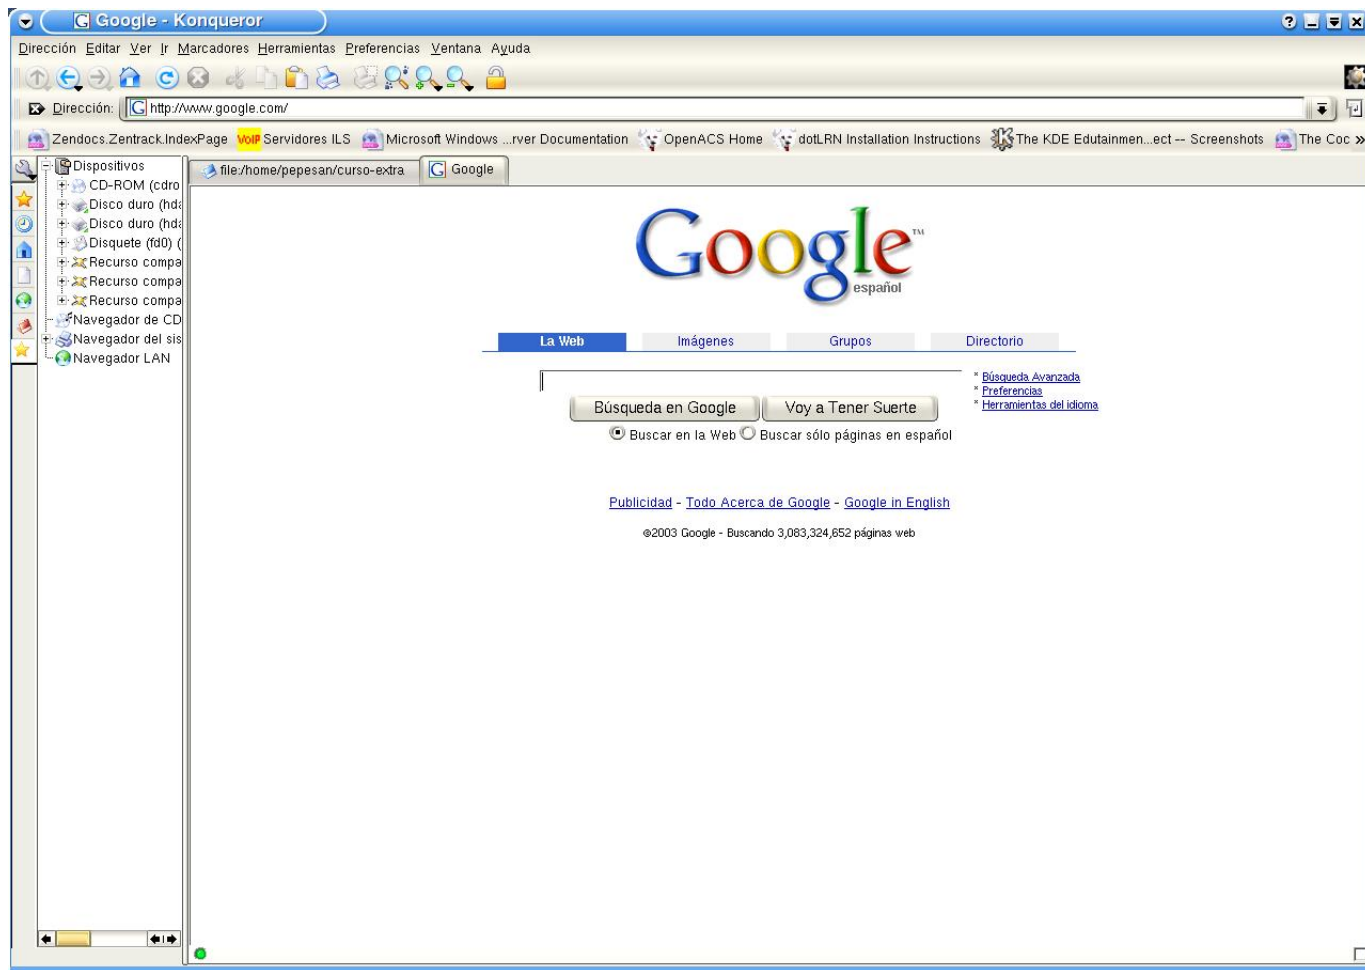 Google - Konqueror
Dirección Editar Ver Ir Marcadores Herramientas Preferencias Ventana Ayuda
Dirección: http://www.google.com/
Zendocs.Zentrack.IndexPage VoIP Servidores ILS Microsoft Windows ...rver Documentation OpenACS Home dotLRN Installation Instructions The KDE Edutainmen...ect -- Screenshots The Coc »
Dispositivos
CD-ROM (cdro
Disco duro (hda
Disco duro (hda
Disquete (fd0) (
Recurso compa
Recurso compa
Recurso compa
Navegador de CD
Navegador del sis
Navegador LAN
file:/home/pepesan/curso-extra Google
Google™
español
La Web Imágenes Grupos Directorio
Búsqueda Avanzada
Preferencias
Herramientas del idioma
Búsqueda en Google Voy a Tener Suerte
Buscar en la Web Buscar sólo páginas en español
Publicidad - Todo Acerca de Google - Google in English
©2003 Google - Buscando 3,083,324,652 páginas web